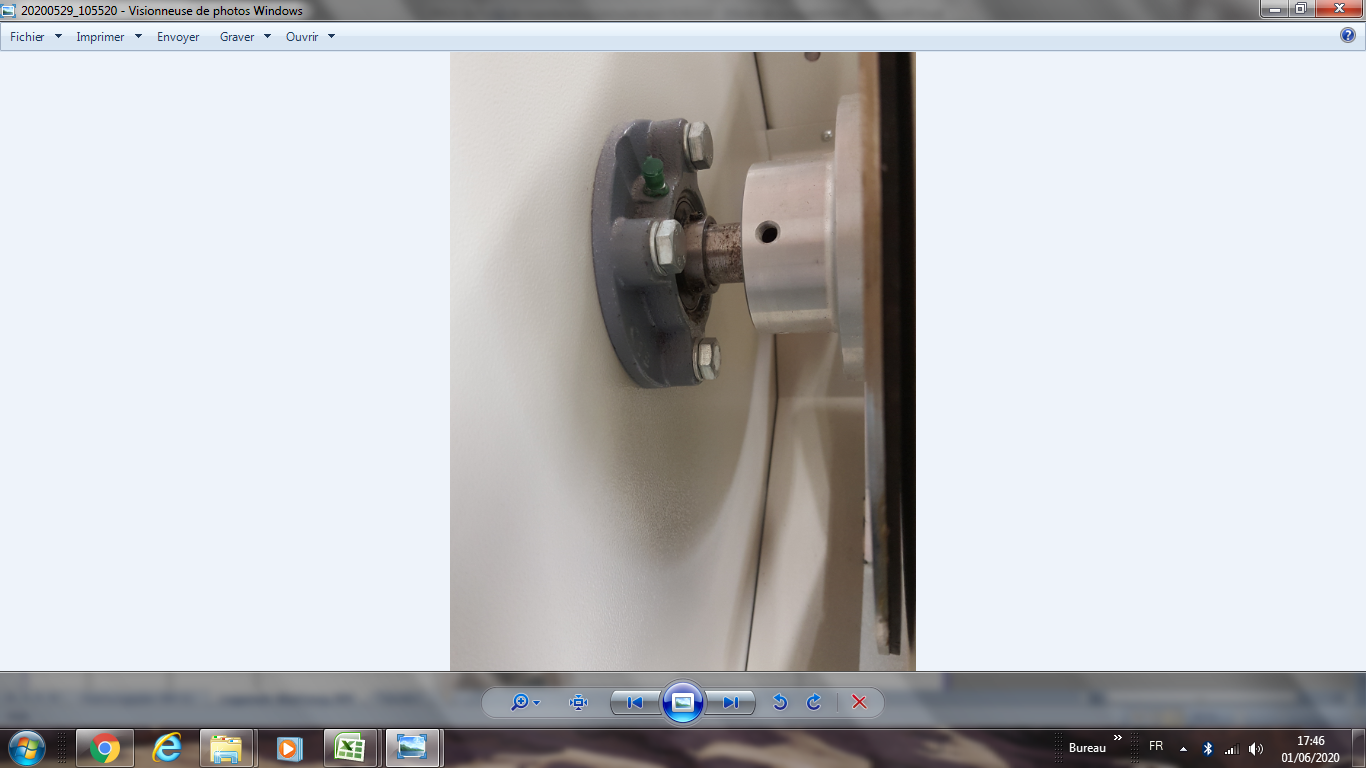 20200529_105520 - Visionneuse de photos Windows
Fichier Imprimer Envoyer Graver Ouvrir
Bureau
FR
17:46
01/06/2020